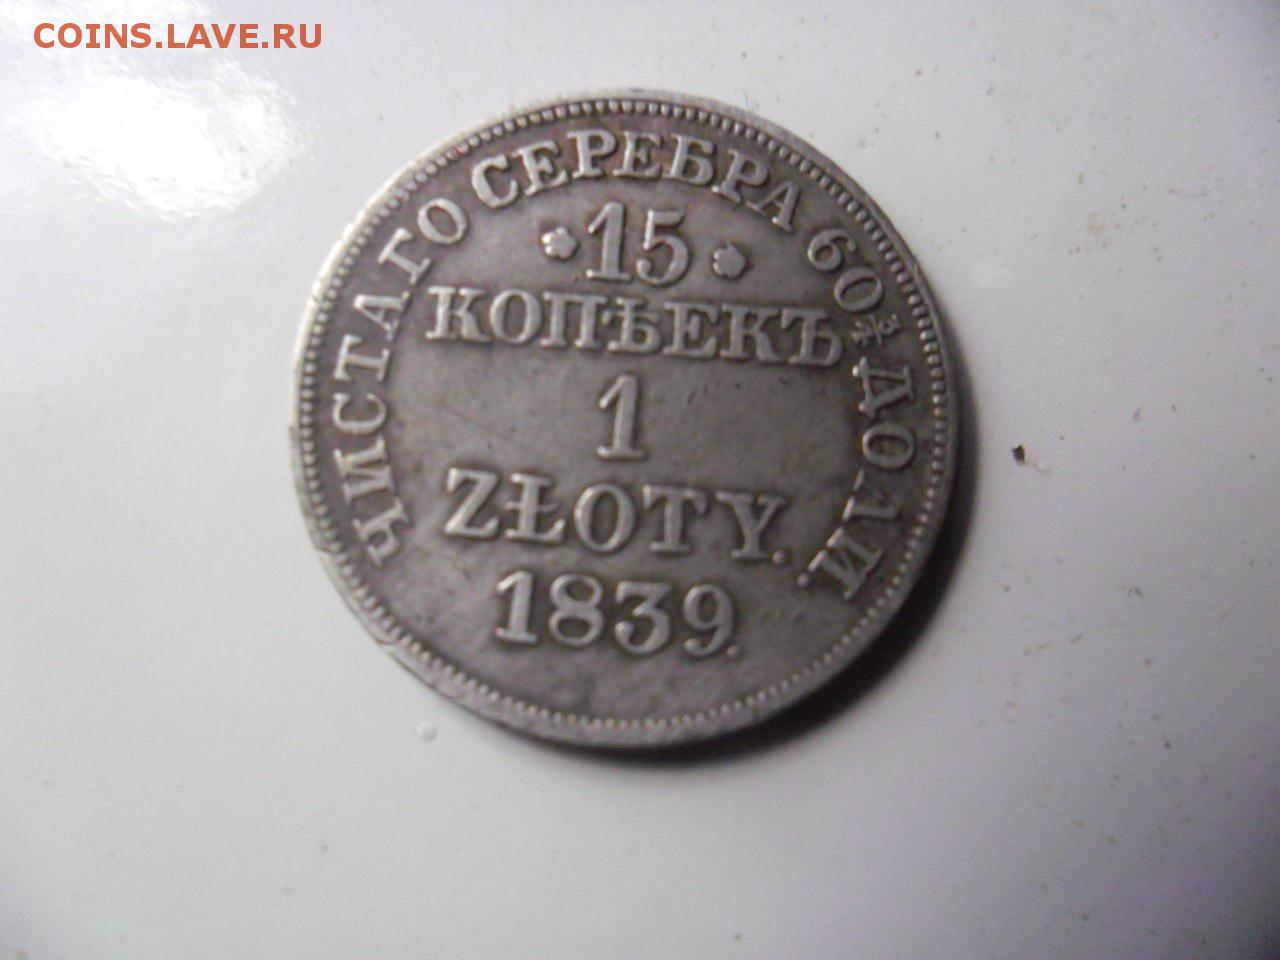 COINS.LAVE.RU
ЧИСТАГО СЕРЕБРА 60 3/4 ДОЛИ.
15
КОПѢЕКЪ
1
ZŁOTY.
1839.